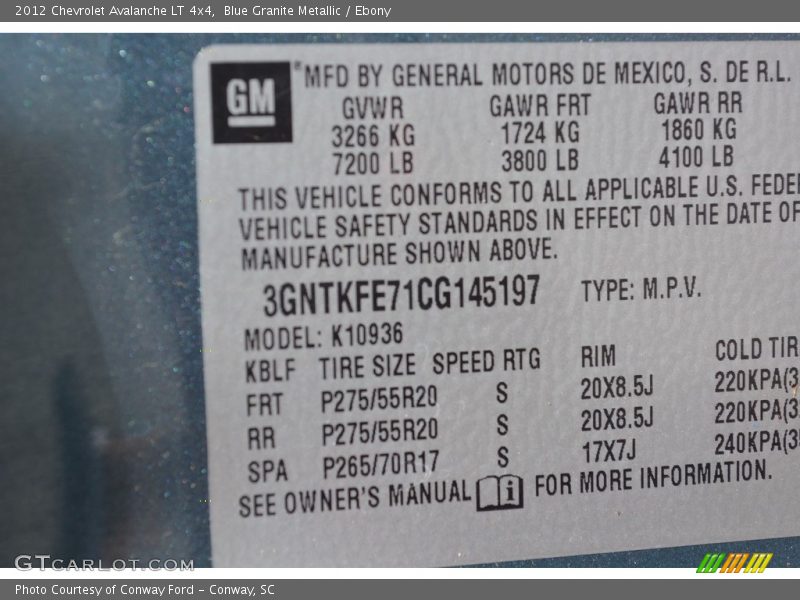 2012 Chevrolet Avalanche LT 4x4, Blue Granite Metallic / Ebony
GM ® MFD BY GENERAL MOTORS DE MEXICO, S. DE R.L.
GVWR GAWR FRT GAWR RR
3266 KG 1724 KG 1860 KG
7200 LB 3800 LB 4100 LB
THIS VEHICLE CONFORMS TO ALL APPLICABLE U.S. FEDE
VEHICLE SAFETY STANDARDS IN EFFECT ON THE DATE OF
MANUFACTURE SHOWN ABOVE.
3GNTKFE71CG145197 TYPE: M.P.V.
MODEL: K10936
KBLF TIRE SIZE SPEED RTG RIM COLD TIR
FRT P275/55R20 S 20X8.5J 220KPA(3
RR P275/55R20 S 20X8.5J 220KPA(3
SPA P265/70R17 S 17X7J 240KPA(3
SEE OWNER'S MANUAL i FOR MORE INFORMATION.
GTCARLOT.COM
Photo Courtesy of Conway Ford - Conway, SC